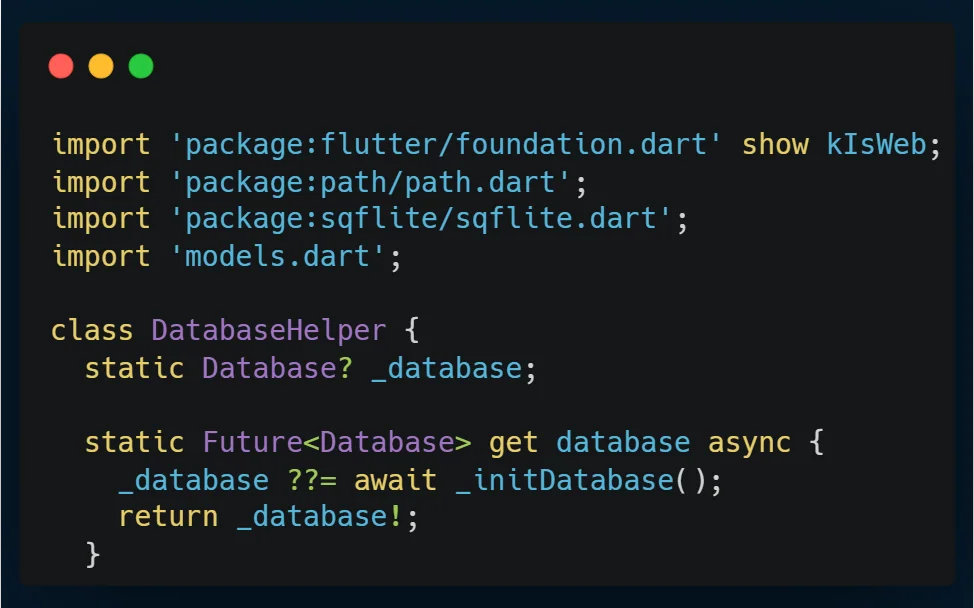 import 'package:flutter/foundation.dart' show kIsWeb;
import 'package:path/path.dart';
import 'package:sqflite/sqflite.dart';
import 'models.dart';

class DatabaseHelper {
  static Database? _database;

  static Future<Database> get database async {
    _database ??= await _initDatabase();
    return _database!;
  }